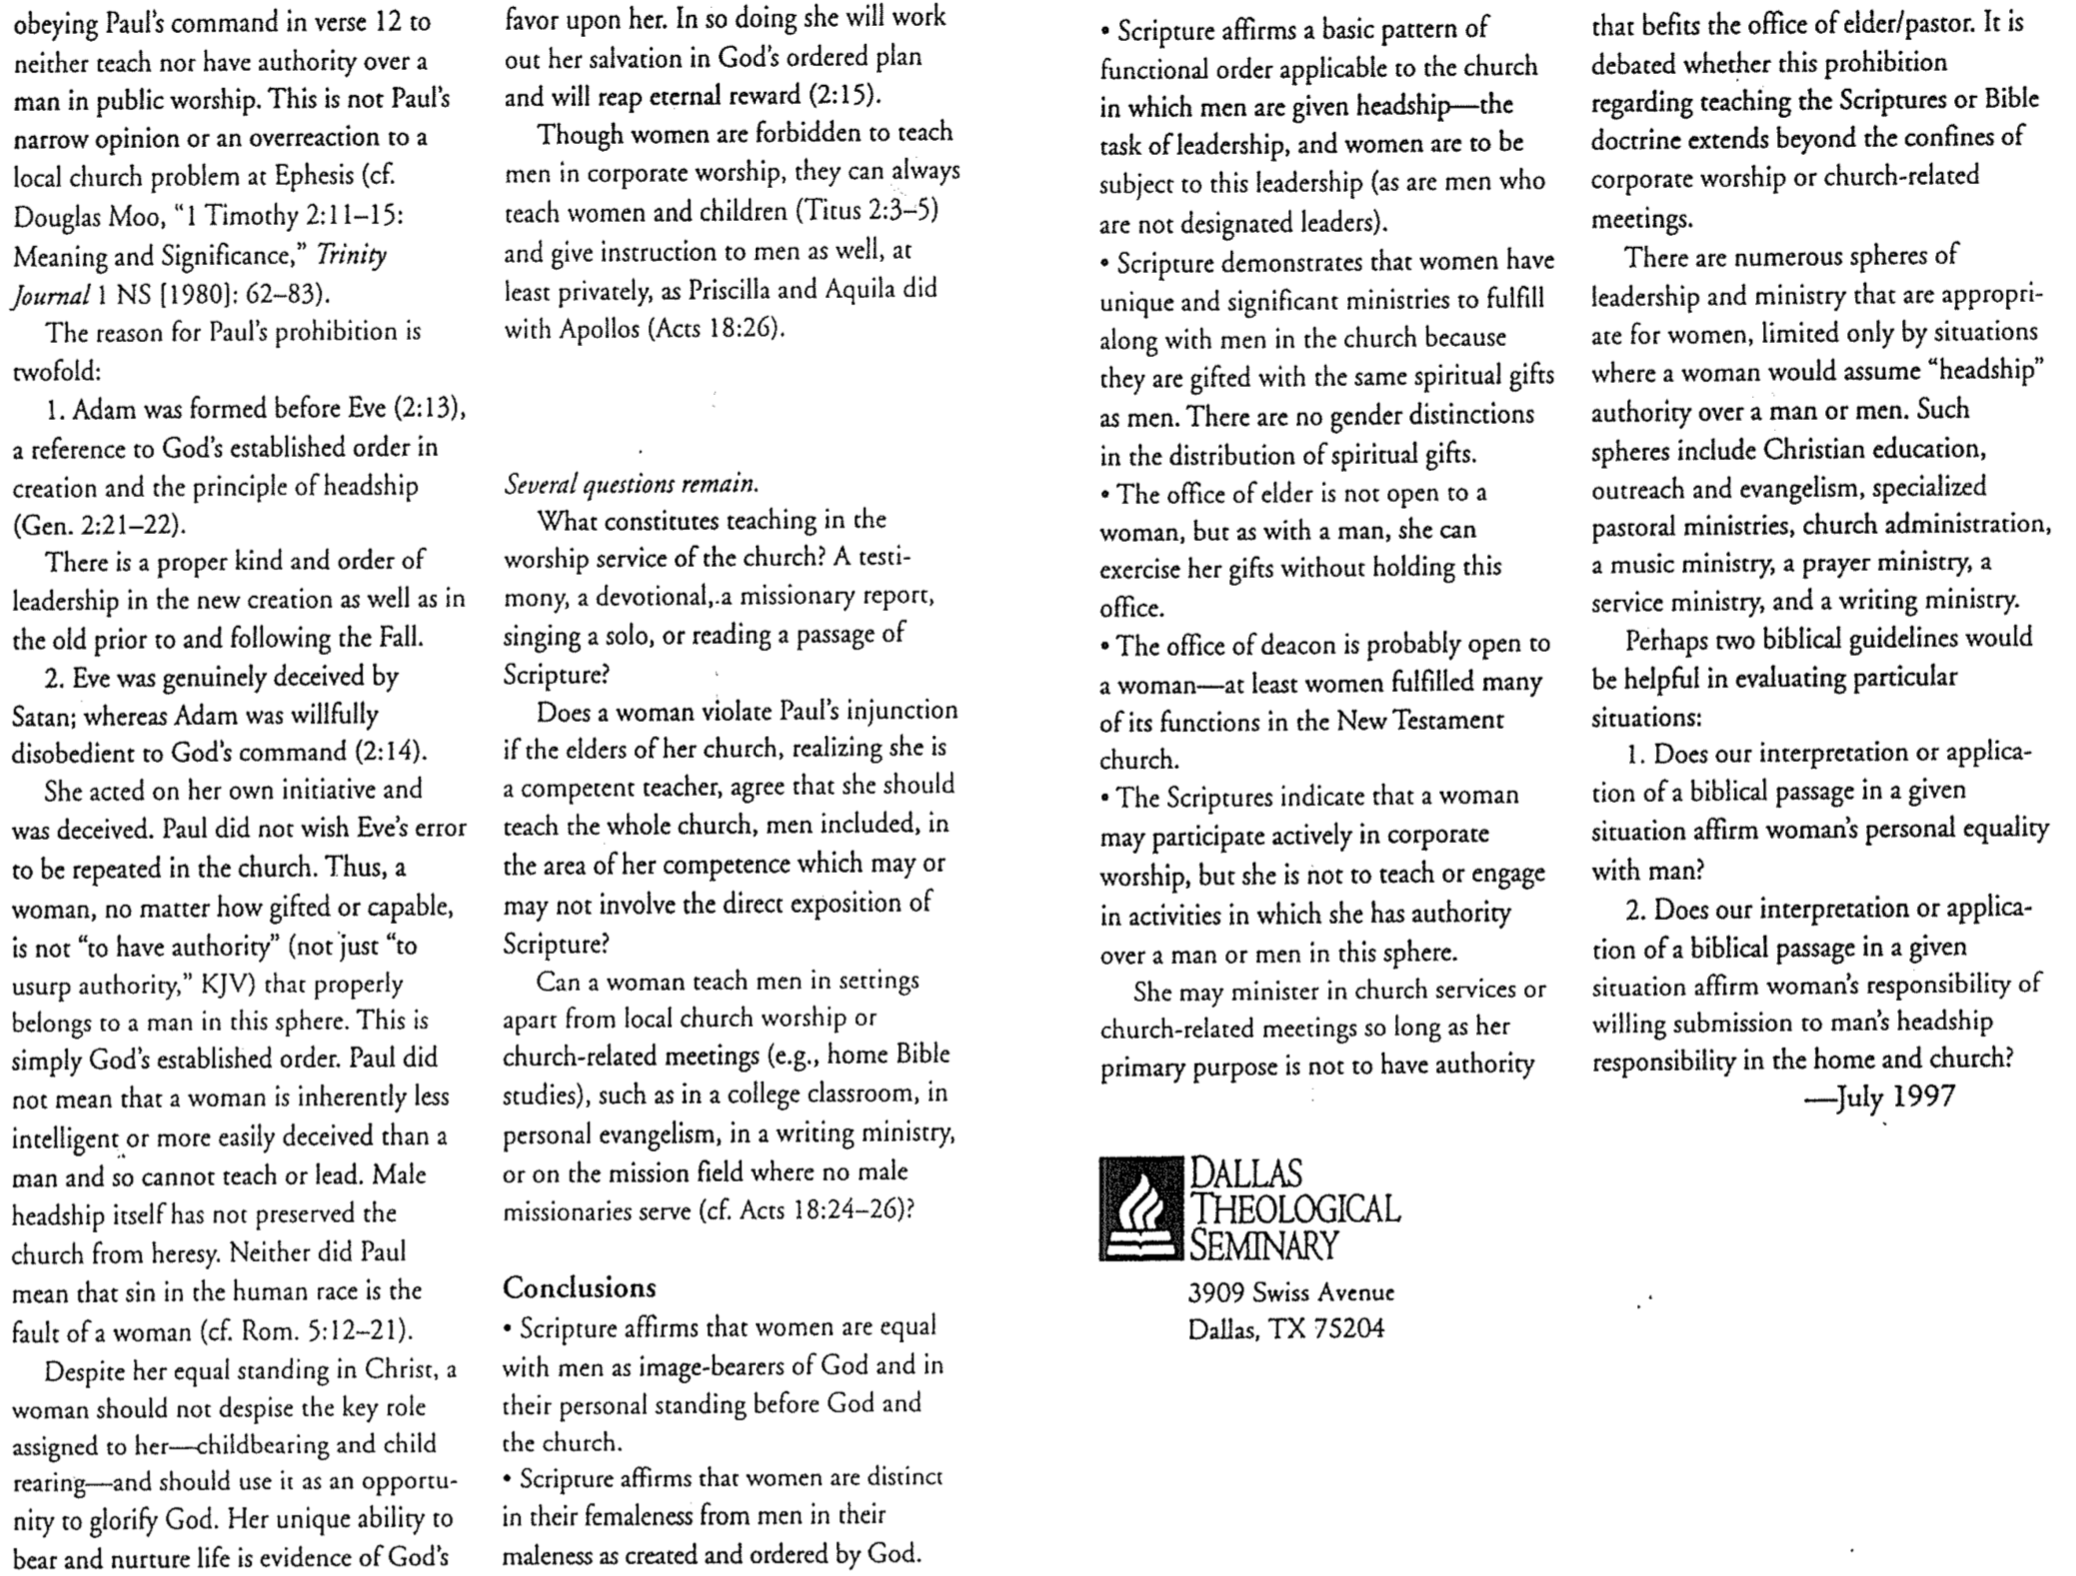 obeying Paul's command in verse 12 to
neither teach nor have authority over a
man in public worship. This is not Paul's
narrow opinion or an overreaction to a
local church problem at Ephesis (cf.
Douglas Moo, “1 Timothy 2:11–15:
Meaning and Significance,” Trinity
Journal 1 NS [1980]: 62–83).
The reason for Paul's prohibition is
twofold:
1. Adam was formed before Eve (2:13),
a reference to God's established order in
creation and the principle of headship
(Gen. 2:21–22).
There is a proper kind and order of
leadership in the new creation as well as in
the old prior to and following the Fall.
2. Eve was genuinely deceived by
Satan; whereas Adam was willfully
disobedient to God's command (2:14).
She acted on her own initiative and
was deceived. Paul did not wish Eve's error
to be repeated in the church. Thus, a
woman, no matter how gifted or capable,
is not “to have authority” (not just “to
usurp authority,” KJV) that properly
belongs to a man in this sphere. This is
simply God's established order. Paul did
not mean that a woman is inherently less
intelligent or more easily deceived than a
man and so cannot teach or lead. Male
headship itself has not preserved the
church from heresy. Neither did Paul
mean that sin in the human race is the
fault of a woman (cf. Rom. 5:12–21).
Despite her equal standing in Christ, a
woman should not despise the key role
assigned to her—childbearing and child
rearing—and should use it as an opportu-
nity to glorify God. Her unique ability to
bear and nurture life is evidence of God's
favor upon her. In so doing she will work
out her salvation in God's ordered plan
and will reap eternal reward (2:15).
Though women are forbidden to teach
men in corporate worship, they can always
teach women and children (Titus 2:3–5)
and give instruction to men as well, at
least privately, as Priscilla and Aquila did
with Apollos (Acts 18:26).
Several questions remain.
What constitutes teaching in the
worship service of the church? A testi-
mony, a devotional, a missionary report,
singing a solo, or reading a passage of
Scripture?
Does a woman violate Paul's injunction
if the elders of her church, realizing she is
a competent teacher, agree that she should
teach the whole church, men included, in
the area of her competence which may or
may not involve the direct exposition of
Scripture?
Can a woman teach men in settings
apart from local church worship or
church-related meetings (e.g., home Bible
studies), such as in a college classroom, in
personal evangelism, in a writing ministry,
or on the mission field where no male
missionaries serve (cf. Acts 18:24–26)?
Conclusions
• Scripture affirms that women are equal
with men as image-bearers of God and in
their personal standing before God and
the church.
• Scripture affirms that women are distinct
in their femaleness from men in their
maleness as created and ordered by God.
• Scripture affirms a basic pattern of
functional order applicable to the church
in which men are given headship—the
task of leadership, and women are to be
subject to this leadership (as are men who
are not designated leaders).
• Scripture demonstrates that women have
unique and significant ministries to fulfill
along with men in the church because
they are gifted with the same spiritual gifts
as men. There are no gender distinctions
in the distribution of spiritual gifts.
• The office of elder is not open to a
woman, but as with a man, she can
exercise her gifts without holding this
office.
• The office of deacon is probably open to
a woman—at least women fulfilled many
of its functions in the New Testament
church.
• The Scriptures indicate that a woman
may participate actively in corporate
worship, but she is not to teach or engage
in activities in which she has authority
over a man or men in this sphere.
She may minister in church services or
church-related meetings so long as her
primary purpose is not to have authority
that befits the office of elder/pastor. It is
debated whether this prohibition
regarding teaching the Scriptures or Bible
doctrine extends beyond the confines of
corporate worship or church-related
meetings.
There are numerous spheres of
leadership and ministry that are appropri-
ate for women, limited only by situations
where a woman would assume “headship”
authority over a man or men. Such
spheres include Christian education,
outreach and evangelism, specialized
pastoral ministries, church administration,
a music ministry, a prayer ministry, a
service ministry, and a writing ministry.
Perhaps two biblical guidelines would
be helpful in evaluating particular
situations:
1. Does our interpretation or applica-
tion of a biblical passage in a given
situation affirm woman's personal equality
with man?
2. Does our interpretation or applica-
tion of a biblical passage in a given
situation affirm woman's responsibility of
willing submission to man's headship
responsibility in the home and church?
—July 1997
DALLAS
THEOLOGICAL
SEMINARY
3909 Swiss Avenue
Dallas, TX 75204